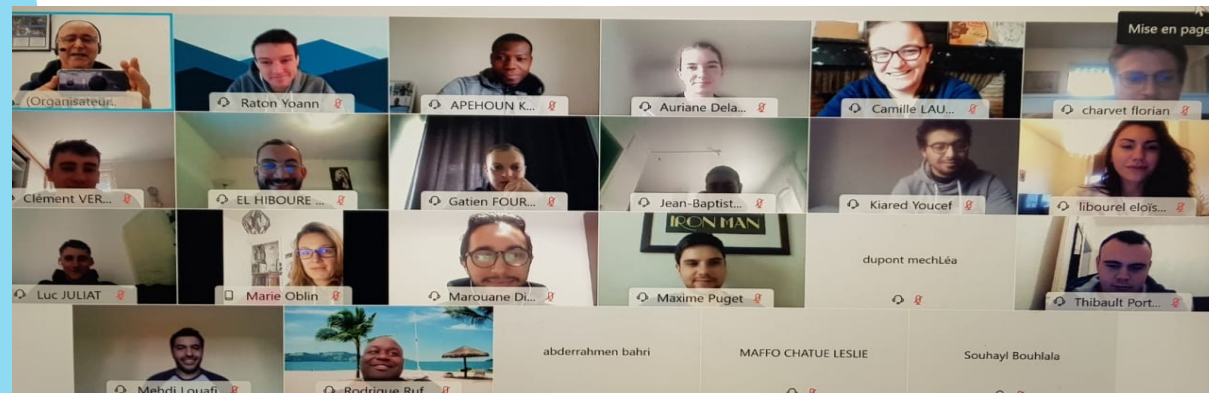 Mise en page
(Organisateur..
Raton Yoann
APEHOUN K...
Auriane Dela...
Camille LAU...
charvet florian
Clément VER...
EL HIBOURE ...
Gatien FOUR...
Jean-Baptist...
Kiared Youcef
libourel eloïs...
Luc JULIAT
Marie Oblin
Marouane Di...
IRON MAN
Maxime Puget
dupont mechLéa
Thibault Port...
Mehdi Louafi
Rodrigue Ruf...
abderrahmen bahri
MAFFO CHATUE LESLIE
Souhayl Bouhlala